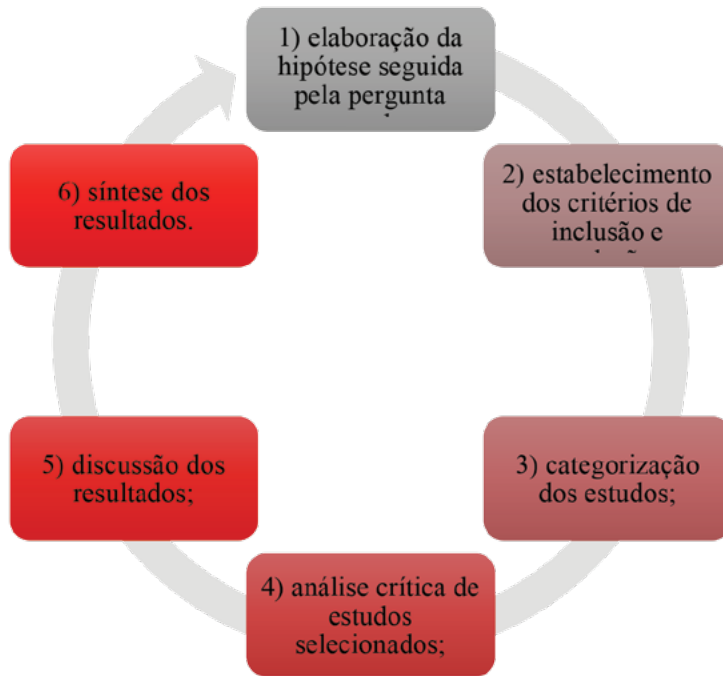 1) elaboração da
hipótese seguida
pela pergunta
2) estabelecimento
dos critérios de
inclusão e
3) categorização
dos estudos;
4) análise crítica de
estudos
selecionados;
5) discussão dos
resultados;
6) síntese dos
resultados.